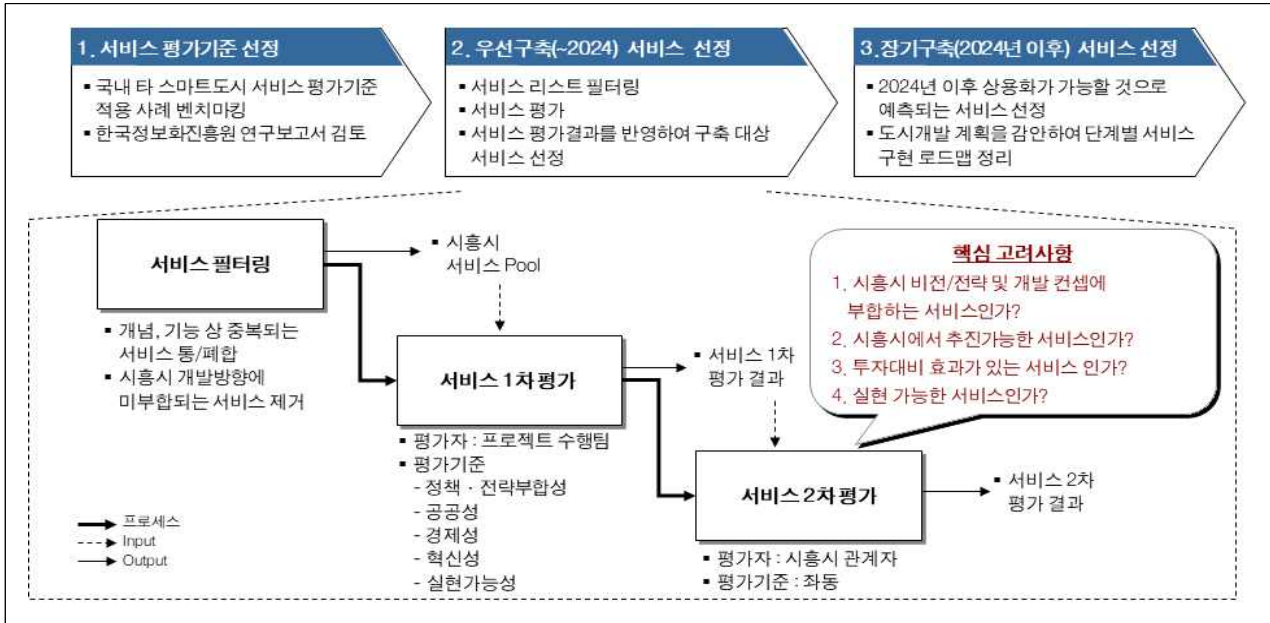 1. 서비스 평가기준 선정
▪ 국내 타 스마트도시 서비스 평가기준
적용 사례 벤치마킹
▪ 한국정보화진흥원 연구보고서 검토
2. 우선구축(~2024) 서비스 선정
▪ 서비스 리스트 필터링
▪ 서비스 평가
▪ 서비스 평가결과를 반영하여 구축 대상
서비스 선정
3.장기구축(2024년 이후) 서비스 선정
▪ 2024년 이후 상용화가 가능할 것으로
예측되는 서비스 선정
▪ 도시개발 계획을 감안하여 단계별 서비스
구현 로드맵 정리
서비스 필터링
▪ 개념, 기능 상 중복되는
서비스 통/폐합
▪ 시흥시 개발방향에
미부합되는 서비스 제거
▪ 시흥시
서비스 Pool
서비스 1차 평가
▪ 평가자 : 프로젝트 수행팀
▪ 평가기준
- 정책 · 전략부합성
- 공공성
- 경제성
- 혁신성
- 실현가능성
▪ 서비스 1차
평가 결과
핵심 고려사항
1. 시흥시 비전/전략 및 개발 컨셉에
부합하는 서비스인가?
2. 시흥시에서 추진가능한 서비스인가?
3. 투자대비 효과가 있는 서비스 인가?
4. 실현 가능한 서비스인가?
서비스 2차 평가
▪ 평가자 : 시흥시 관계자
▪ 평가기준 : 좌동
▪ 서비스 2차
평가 결과
프로세스
Input
Output